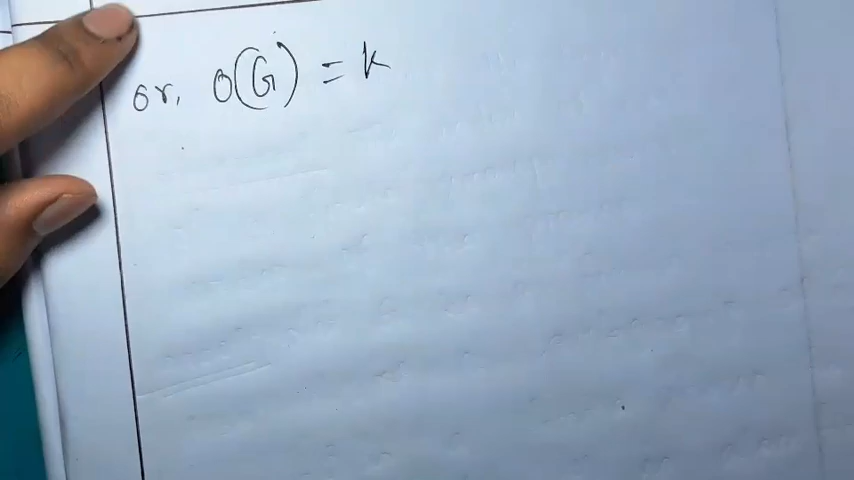 or, O(G) = k